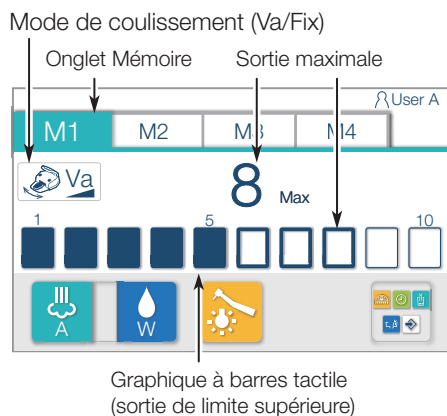 Mode de coulissement (Va/Fix)
Onglet Mémoire Sortie maximale
User A
M1 M2 M3 M4
Va 8 Max
1 5 10
A W
Graphique à barres tactile
(sortie de limite supérieure)